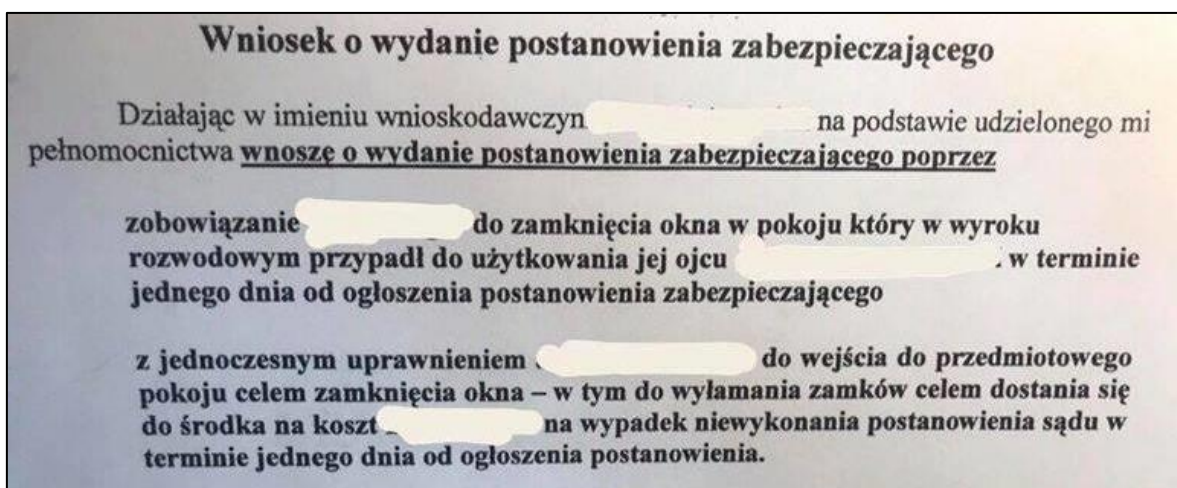 Wniosek o wydanie postanowienia zabezpieczającego
Działając w imieniu wnioskodawczyn na podstawie udzielonego mi
pełnomocnictwa wnoszę o wydanie postanowienia zabezpieczającego poprzez
zobowiązanie do zamknięcia okna w pokoju który w wyroku
rozwodowym przypadł do użytkowania jej ojcu . w terminie
jednego dnia od ogłoszenia postanowienia zabezpieczającego
z jednoczesnym uprawnieniem do wejścia do przedmiotowego
pokoju celem zamknięcia okna – w tym do wyłamania zamków celem dostania się
do środka na koszt na wypadek niewykonania postanowienia sądu w
terminie jednego dnia od ogłoszenia postanowienia.